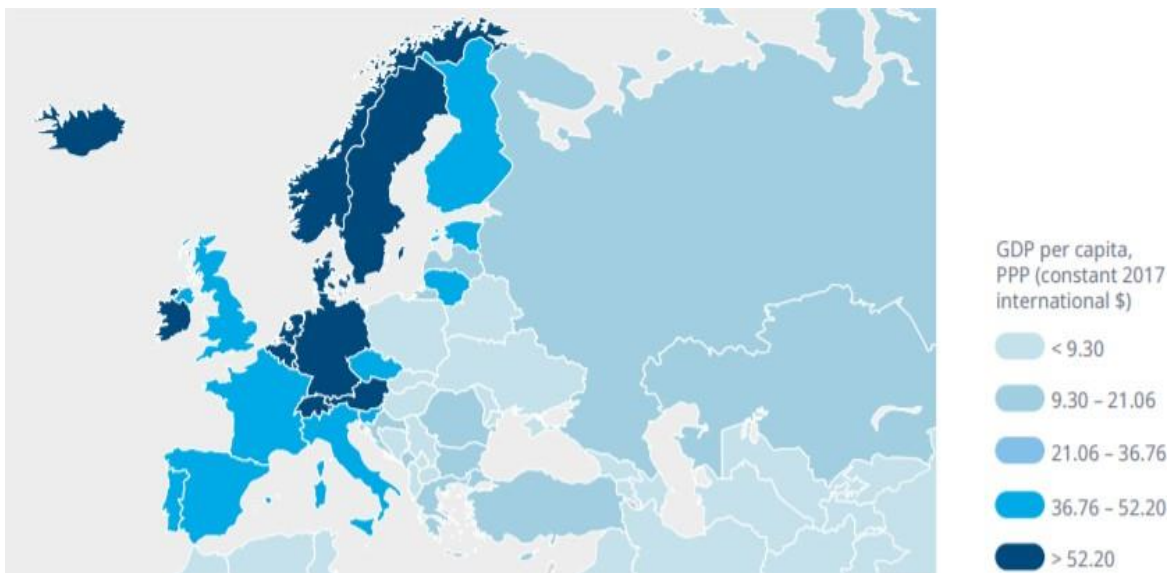 GDP per capita,
PPP (constant 2017
international $)
< 9.30
9.30 – 21.06
21.06 – 36.76
36.76 – 52.20
> 52.20